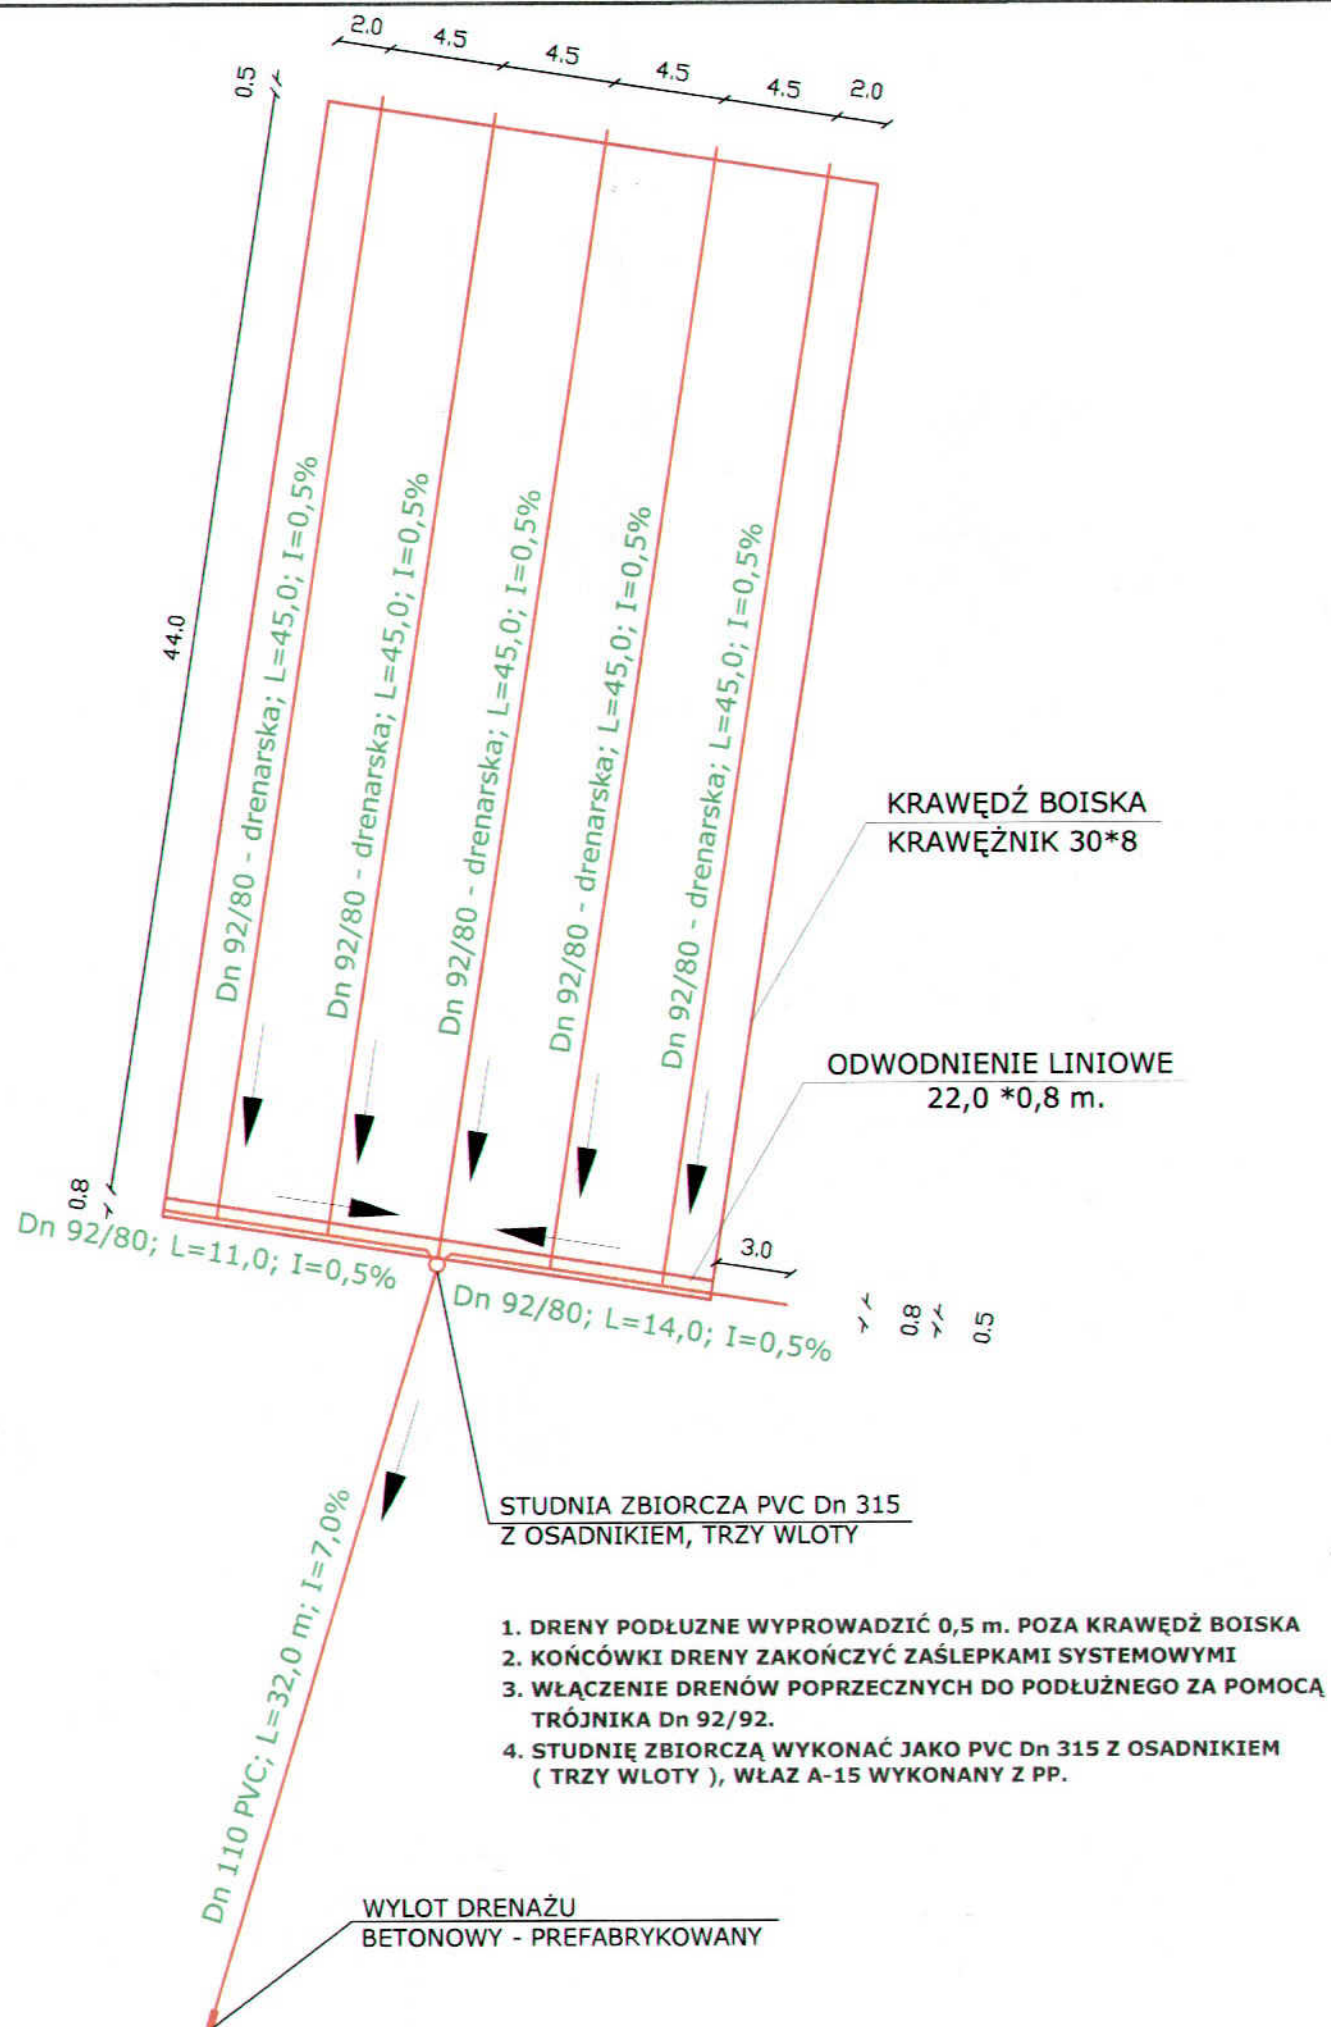 2.0
4.5
4.5
4.5
4.5
2.0
0.5
44.0
Dn 92/80 - drenarska; L=45,0; I=0,5%
Dn 92/80 - drenarska; L=45,0; I=0,5%
Dn 92/80 - drenarska; L=45,0; I=0,5%
Dn 92/80 - drenarska; L=45,0; I=0,5%
Dn 92/80 - drenarska; L=45,0; I=0,5%
KRAWĘDŹ BOISKA
KRAWĘŻNIK 30*8
ODWODNIENIE LINIOWE
22,0 *0,8 m.
0.8
Dn 92/80; L=11,0; I=0,5%
3.0
Dn 92/80; L=14,0; I=0,5%
0.8
0.5
STUDNIA ZBIORCZA PVC Dn 315
Z OSADNIKIEM, TRZY WLOTY
Dn 110 PVC; L=32,0 m; I=7,0%
1. DRENY PODŁUZNE WYPROWADZIĆ 0,5 m. POZA KRAWĘDŻ BOISKA
2. KOŃCÓWKI DRENY ZAKOŃCZYĆ ZAŚLEPKAMI SYSTEMOWYMI
3. WŁĄCZENIE DRENÓW POPRZECZNYCH DO PODŁUŻNEGO ZA POMOCĄ
TRÓJNIKA Dn 92/92.
4. STUDNIĘ ZBIORCZĄ WYKONAĆ JAKO PVC Dn 315 Z OSADNIKIEM
( TRZY WLOTY ), WŁAZ A-15 WYKONANY Z PP.
WYLOT DRENAŻU
BETONOWY - PREFABRYKOWANY